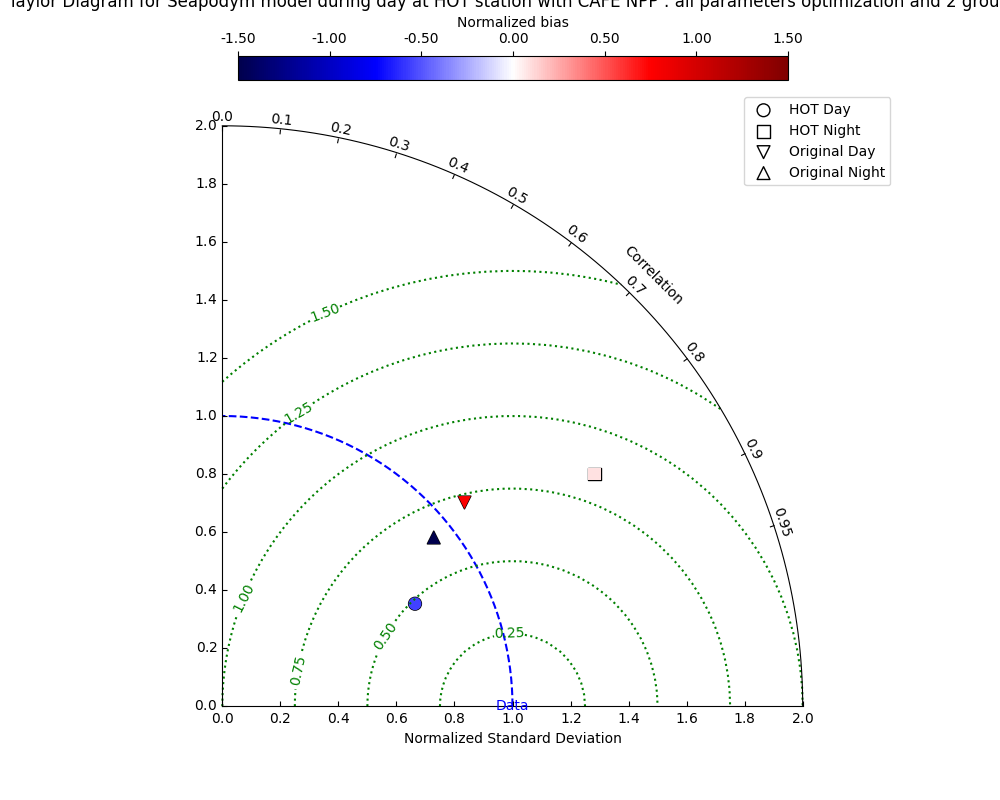 Taylor Diagram for Seapodym model during day at HOT station with CAFE NPP : all parameters optimization and 2
Normalized bias
-1.50 -1.00 -0.50 0.00 0.50 1.00 1.50
HOT Day
HOT Night
Original Day
Original Night
0.0 0.1 0.2 0.3 0.4 0.5 0.6 0.7 0.8 0.9 0.95
Correlation
2.0
1.8
1.6
1.4
1.2
1.0
0.8
0.6
0.4
0.2
0.0
1.50
1.25
1.00
0.75
0.50
0.25
Data
0.0 0.2 0.4 0.6 0.8 1.0 1.2 1.4 1.6 1.8 2.0
Normalized Standard Deviation